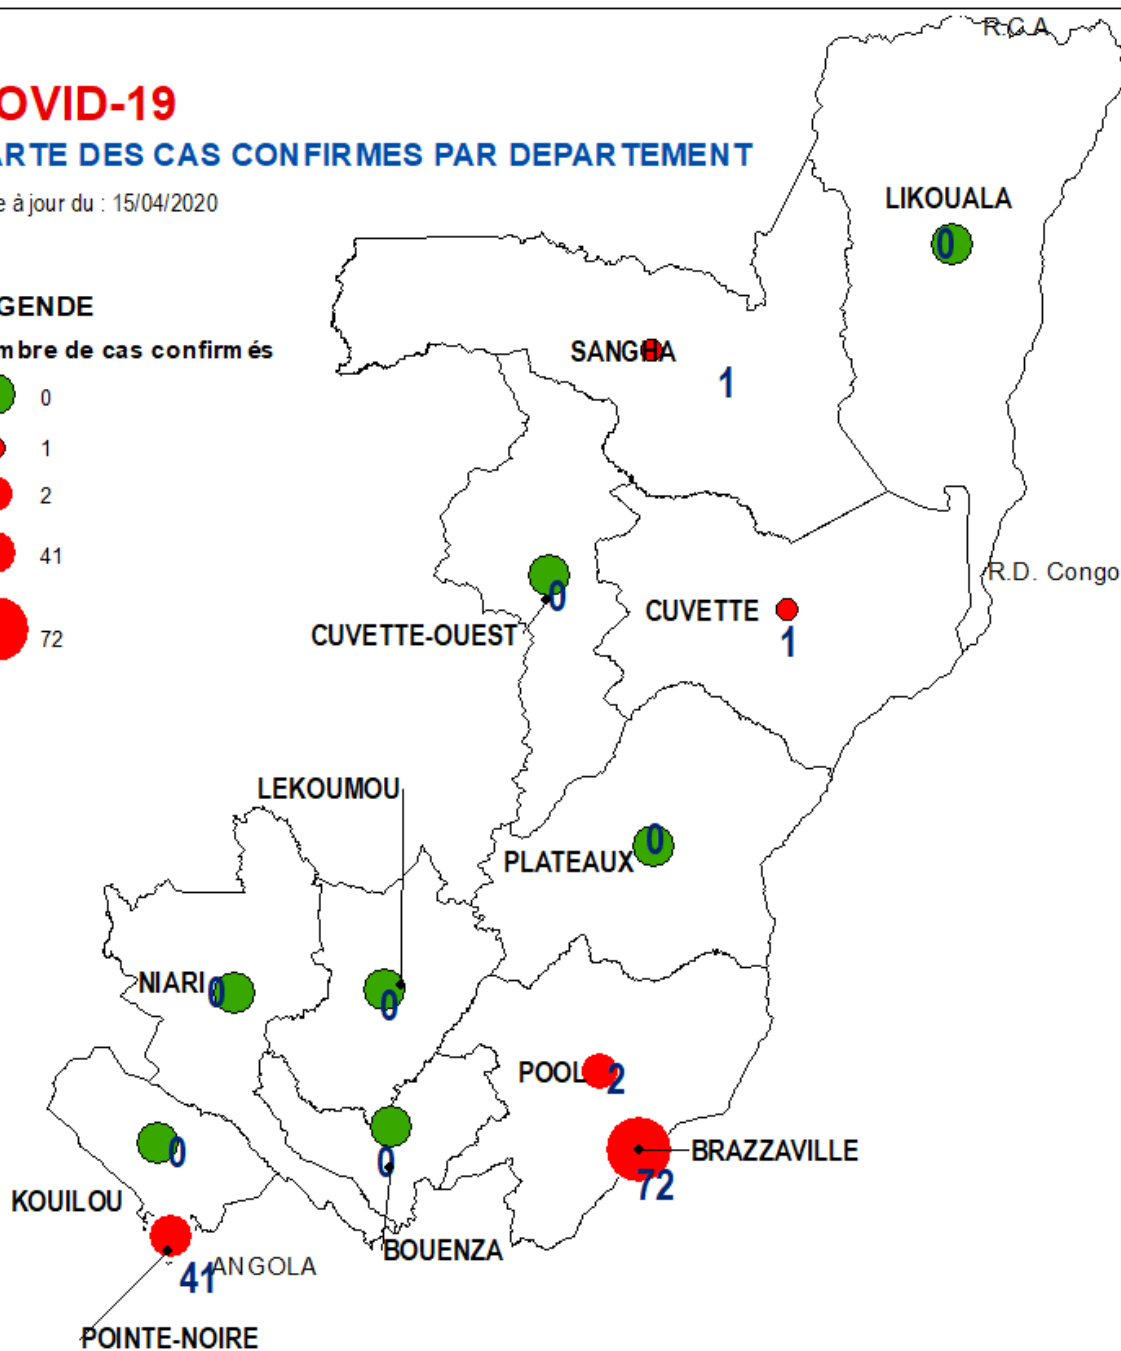 R.C.A
OVID-19
ARTE DES CAS CONFIRMES PAR DEPARTEMENT
e à jour du : 15/04/2020
LIKOUALA
0
GENDE
mbre de cas confirmés
0
1
2
41
72
SANGHA
1
R.D. Congo
0
CUVETTE-OUEST
CUVETTE
1
LEKOUMOU
0
PLATEAUX
NIARI
0
0
POOL
2
0
0
BRAZZAVILLE
72
KOUILOU
BOUENZA
41
ANGOLA
POINTE-NOIRE